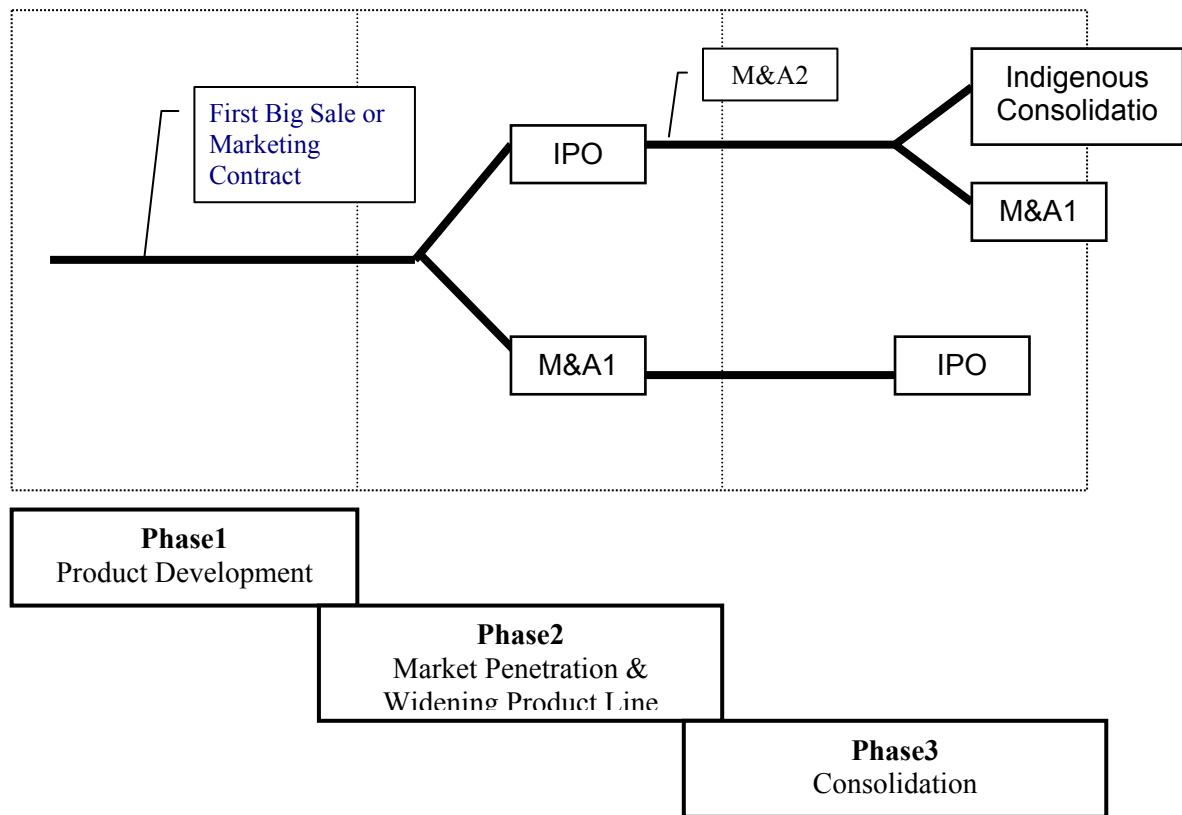 First Big Sale or
Marketing
Contract
M&A2
IPO
Indigenous
Consolidatio
M&A1
M&A1
IPO
Phase1
Product Development
Phase2
Market Penetration &
Widening Product Line
Phase3
Consolidation